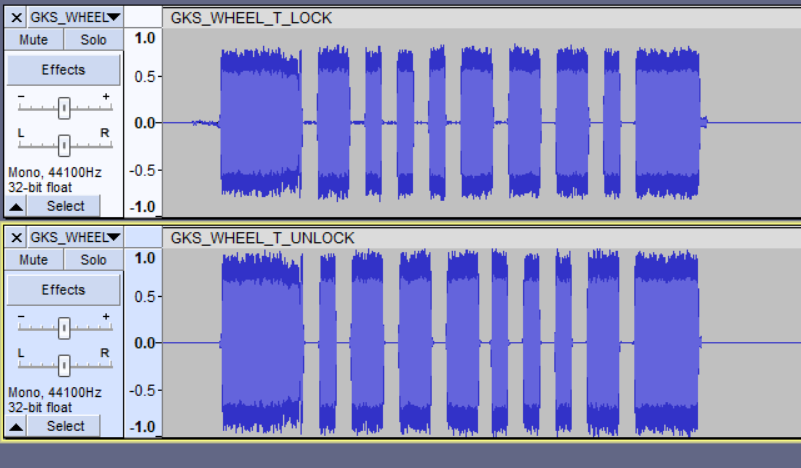 GKS_WHEEL GKS_WHEEL_T_LOCK
Mute Solo
Effects
- +
L R
Mono, 44100Hz
32-bit float
Select
1.0
0.5-
0.0-
-0.5-
-1.0
GKS_WHEEL GKS_WHEEL_T_UNLOCK
Mute Solo
Effects
- +
L R
Mono, 44100Hz
32-bit float
Select
1.0
0.5-
0.0-
-0.5-
-1.0